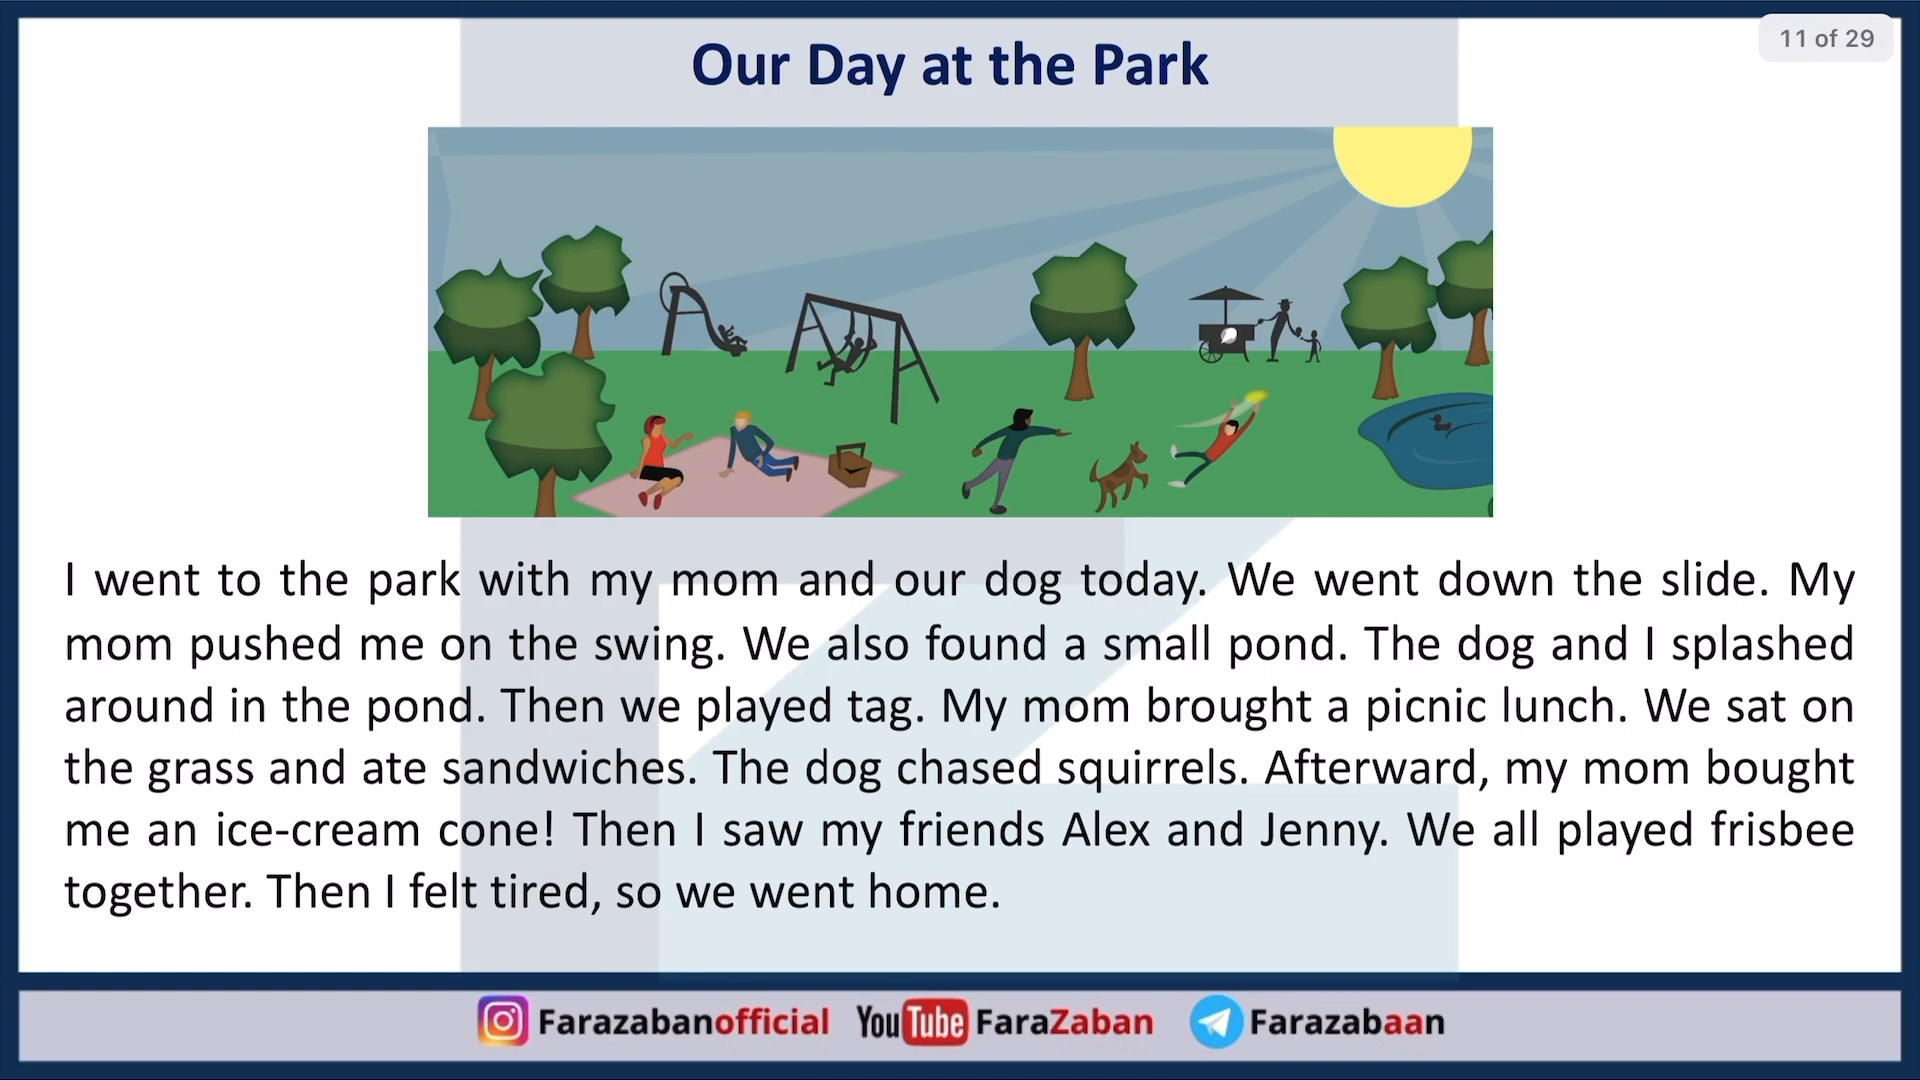 11 of 29
Our Day at the Park
I went to the park with my mom and our dog today. We went down the slide. My
mom pushed me on the swing. We also found a small pond. The dog and I splashed
around in the pond. Then we played tag. My mom brought a picnic lunch. We sat on
the grass and ate sandwiches. The dog chased squirrels. Afterward, my mom bought
me an ice-cream cone! Then I saw my friends Alex and Jenny. We all played frisbee
together. Then I felt tired, so we went home.
Farazabanofficial YouTube FaraZaban Farazabaan